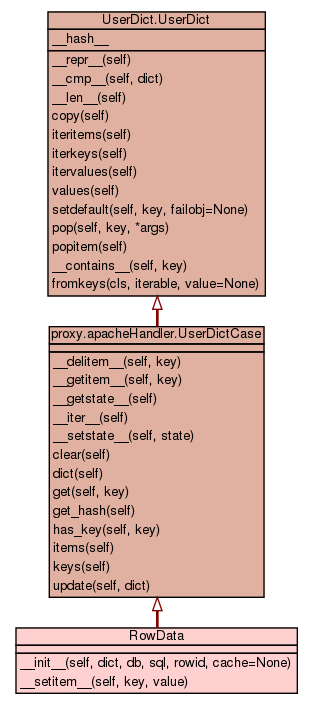 UserDict.UserDict
__hash__
__repr__(self)
__cmp__(self, dict)
__len__(self)
copy(self)
iteritems(self)
iterkeys(self)
itervalues(self)
values(self)
setdefault(self, key, failobj=None)
pop(self, key, *args)
popitem(self)
__contains__(self, key)
fromkeys(cls, iterable, value=None)
proxy.apacheHandler.UserDictCase
__delitem__(self, key)
__getitem__(self, key)
__getstate__(self)
__iter__(self)
__setstate__(self, state)
clear(self)
dict(self)
get(self, key)
get_hash(self)
has_key(self, key)
items(self)
keys(self)
update(self, dict)
RowData
__init__(self, dict, db, sql, rowid, cache=None)
__setitem__(self, key, value)